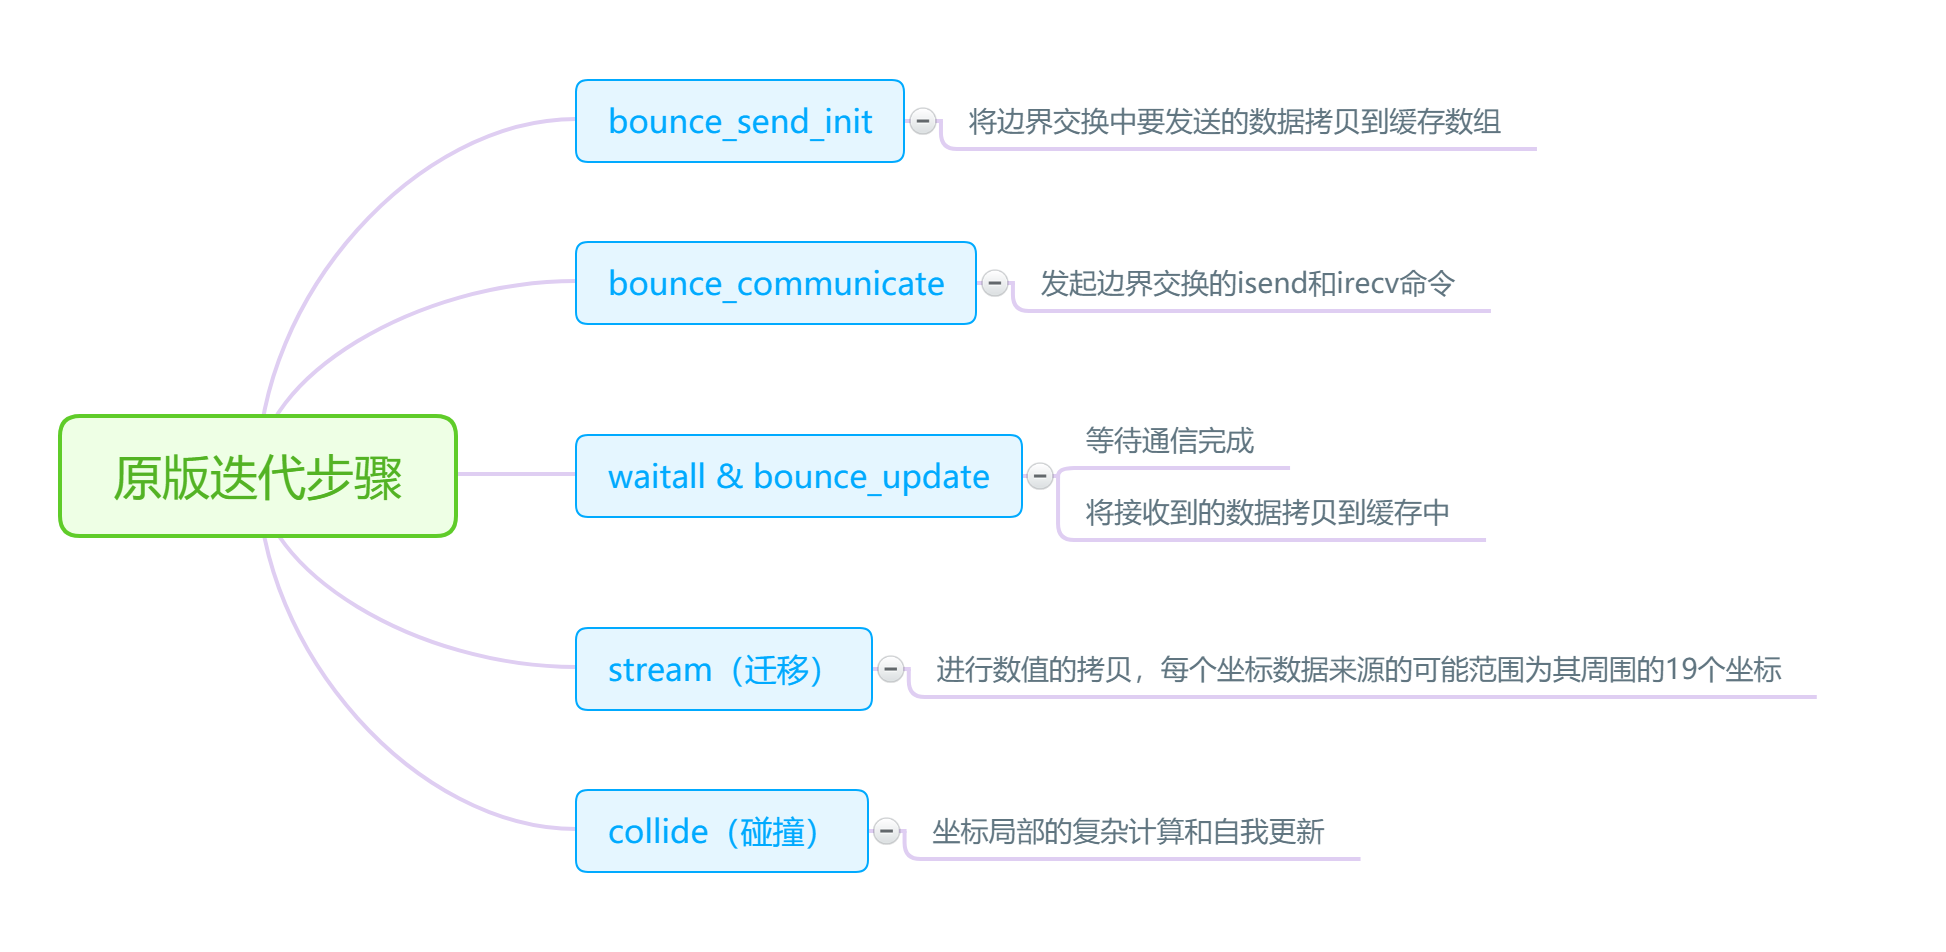 原版迭代步骤
bounce_send_init
将边界交换中要发送的数据拷贝到缓存数组
bounce_communicate
发起边界交换的isend和irecv命令
waitall & bounce_update
等待通信完成
将接收到的数据拷贝到缓存中
stream（迁移）
进行数值的拷贝，每个坐标数据来源的可能范围为其周围的19个坐标
collide（碰撞）
坐标局部的复杂计算和自我更新